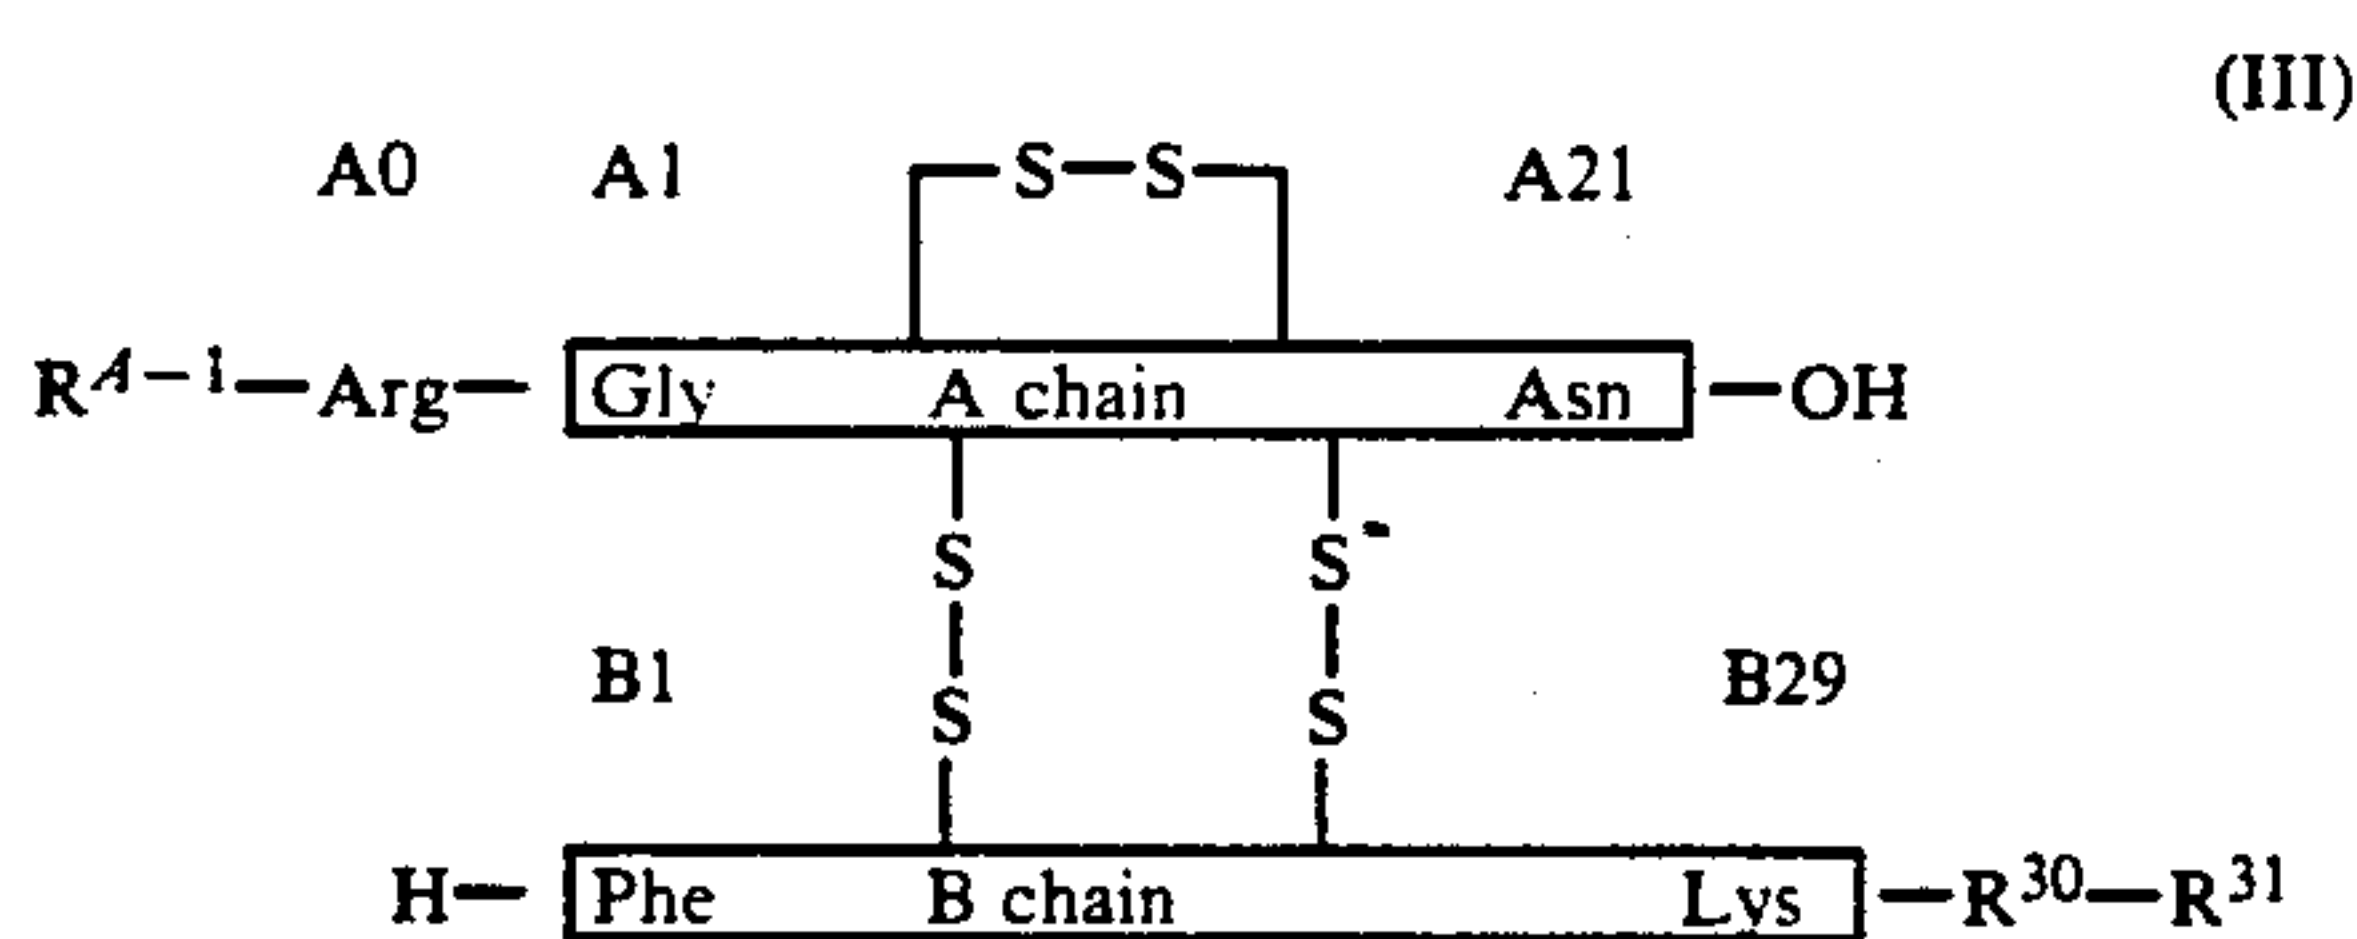 (III)
A0 A1 S—S A21
R^A−1—Arg— Gly A chain Asn —OH
S S
B1 B29
S S
H— Phe B chain Lys —R^30—R^31